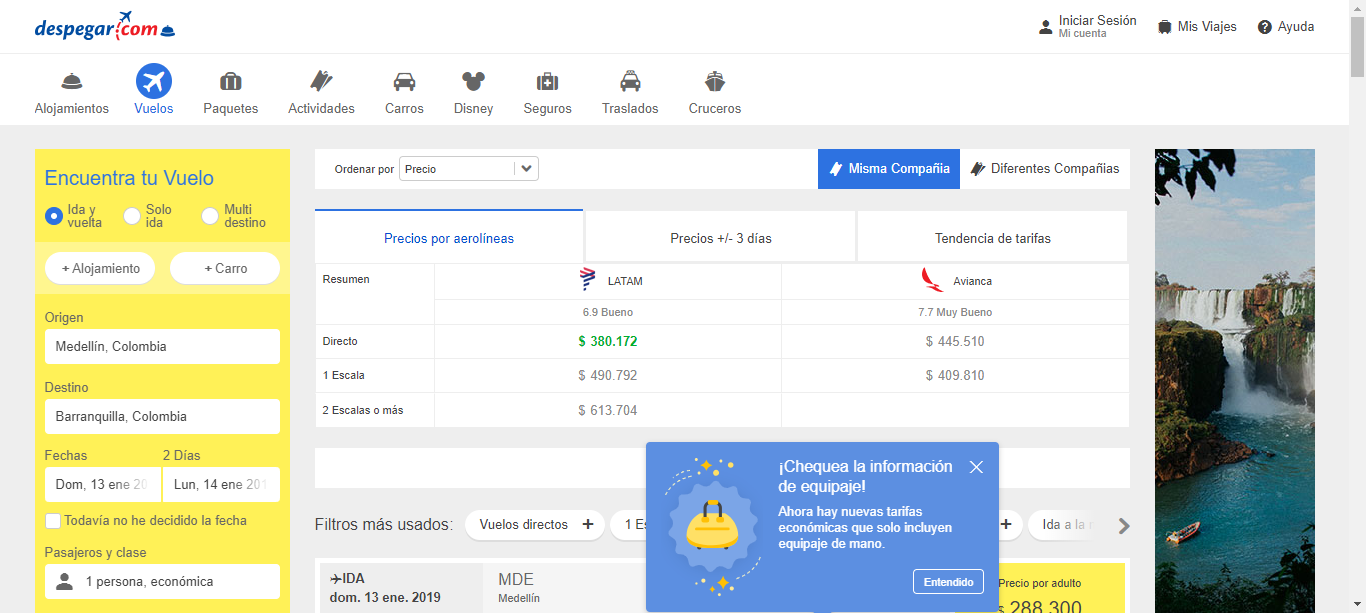 despegar.com
Iniciar Sesión
Mi cuenta
Mis Viajes
Ayuda
Alojamientos
Vuelos
Paquetes
Actividades
Carros
Disney
Seguros
Traslados
Cruceros
Encuentra tu Vuelo
Ida y vuelta
Solo ida
Multi destino
+ Alojamiento
+ Carro
Origen
Medellín, Colombia
Destino
Barranquilla, Colombia
Fechas
2 Días
Dom, 13 ene 20
Lun, 14 ene 201
Todavía no he decidido la fecha
Pasajeros y clase
1 persona, económica
Ordenar por Precio
Misma Compañia
Diferentes Compañias
Precios por aerolíneas
Precios +/- 3 días
Tendencia de tarifas
Resumen
LATAM
Avianca
6.9 Bueno
7.7 Muy Bueno
Directo
$ 380.172
$ 445.510
1 Escala
$ 490.792
$ 409.810
2 Escalas o más
$ 613.704
¡Chequea la información
de equipaje!
Ahora hay nuevas tarifas
económicas que solo incluyen
equipaje de mano.
Entendido
Filtros más usados:
Vuelos directos +
1 Es
+
Ida a la
IDA
dom. 13 ene. 2019
MDE
Medellín
Precio por adulto
$ 288.300